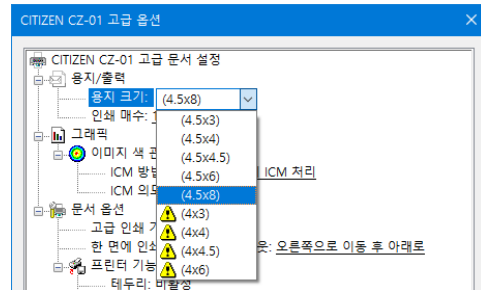 CITIZEN CZ-01 고급 옵션
CITIZEN CZ-01 고급 문서 설정
용지/출력
용지 크기: (4.5x8)
인쇄 매수:
(4.5x3)
(4.5x4)
(4.5x4.5)
(4.5x6)
(4.5x8)
(4x3)
(4x4)
(4x4.5)
(4x6)
그래픽
이미지 색
ICM 방법 ICM 처리
ICM 의
문서 옵션
고급 인쇄
한 면에 인쇄 오른쪽으로 이동 후 아래로
프린터 기능
테두리: 비활성